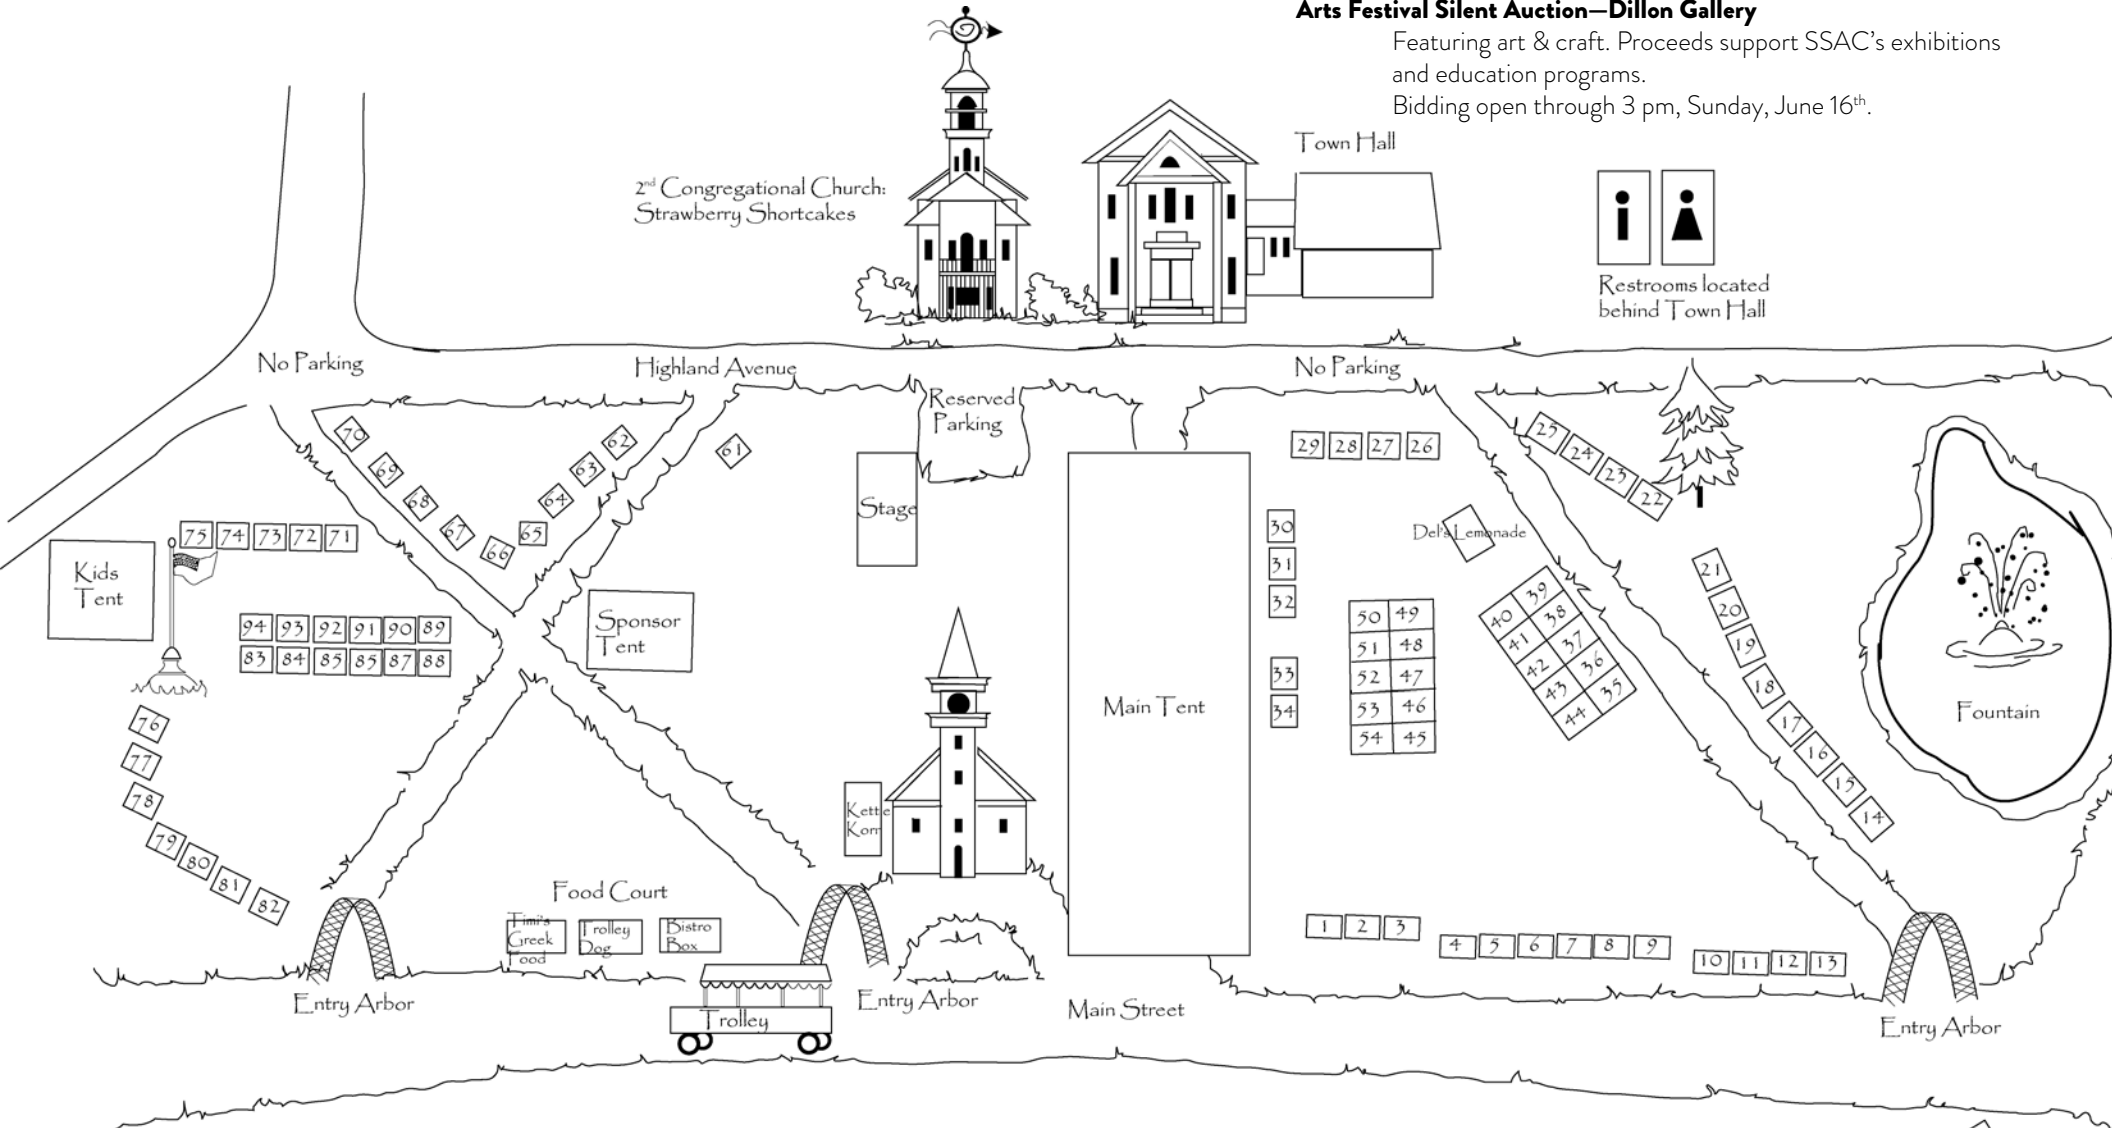 Arts Festival Silent Auction—Dillon Gallery
Featuring art & craft. Proceeds support SSAC’s exhibitions
and education programs.
Bidding open through 3 pm, Sunday, June 16th.
Town Hall
2nd Congregational Church:
Strawberry Shortcakes
Restrooms located
behind Town Hall
No Parking
Highland Avenue
No Parking
Reserved
Parking
70
69
68
67
66
65
64
63
62
61
Stage
29 28 27 26
25
24
23
22
Del's Lemonade
75 74 73 72 71
Kids
Tent
94 93 92 91 90 89
83 84 85 85 87 88
Sponsor
Tent
76
77
78
79
80
81
82
Main Tent
30
31
32
33
34
50 49
51 48
52 47
53 46
54 45
40 39
41 38
42 37
43 36
44 35
21
20
19
18
17
16
15
14
Fountain
Kettle
Korn
Food Court
Timi's
Greek
Food
Trolley
Dog
Bistro
Box
1 2 3
4 5 6 7 8 9
10 11 12 13
Entry Arbor
Trolley
Entry Arbor
Main Street
Entry Arbor